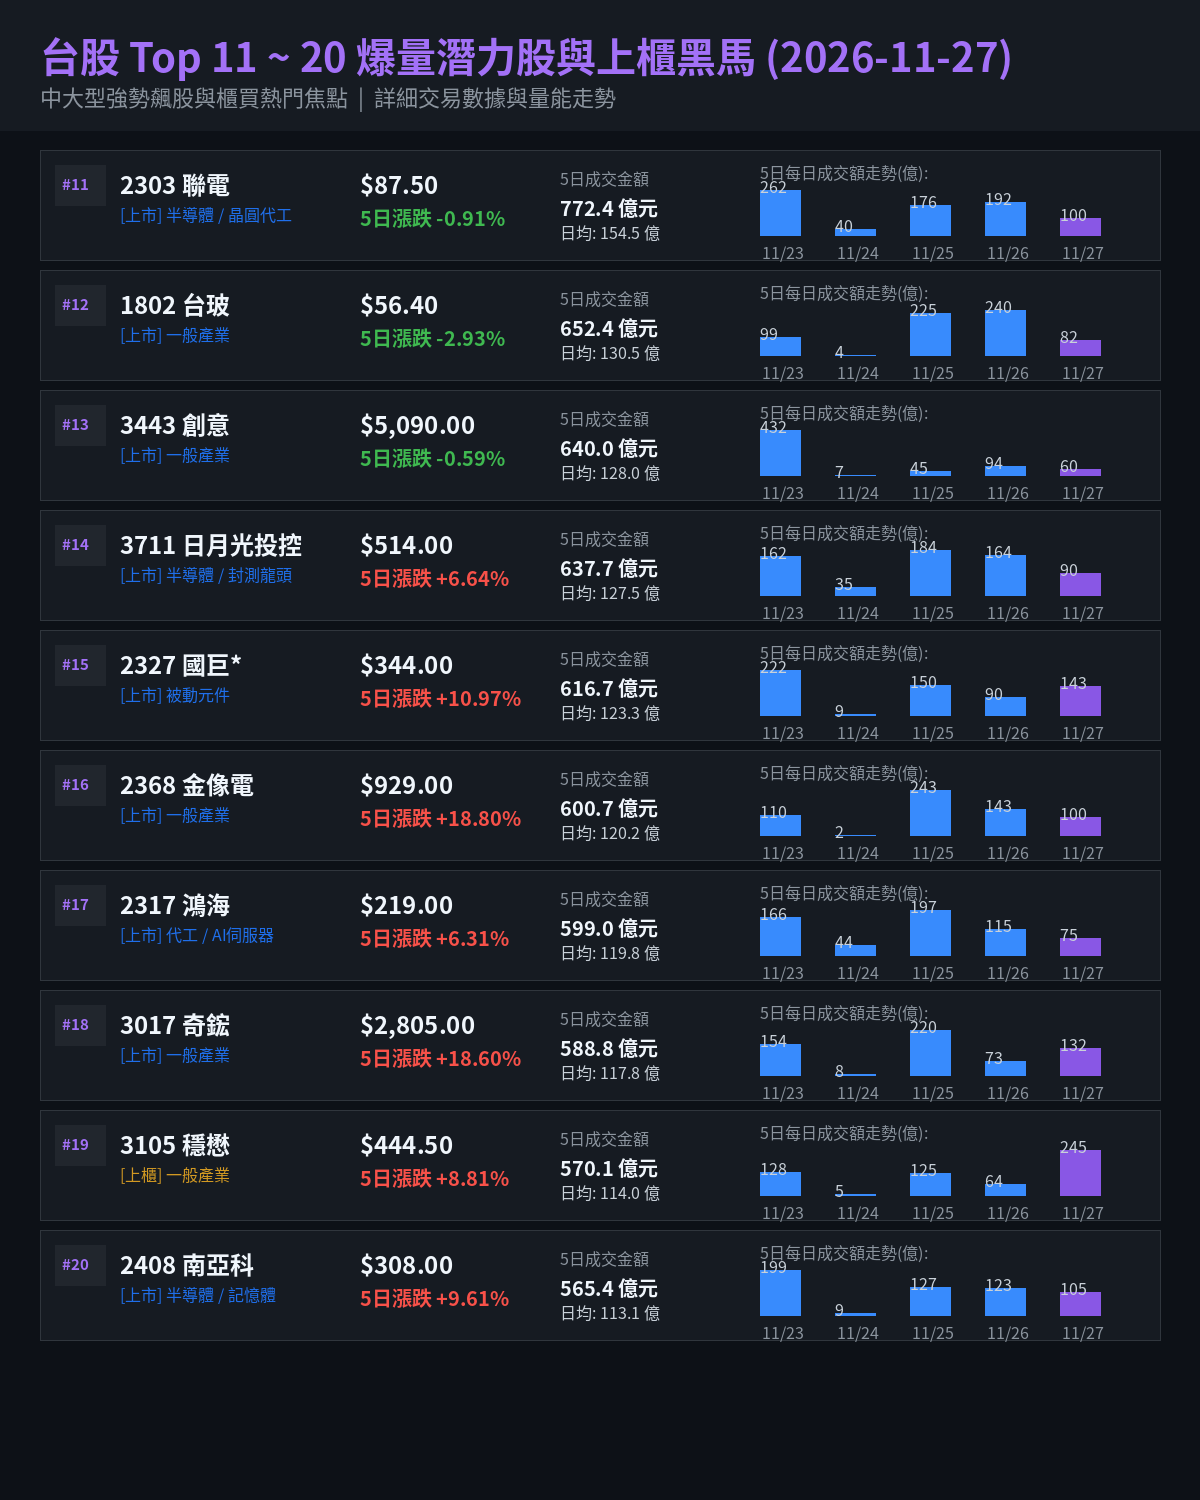 台股 Top 11 ~ 20 爆量潛力股與上櫃黑馬 (2026-11-27)
中大型強勢飆股與櫃買熱門焦點 | 詳細交易數據與量能走勢
#11
2303 聯電
[上市] 半導體 / 晶圓代工
$87.50
5日漲跌 -0.91%
5日成交金額
772.4 億元
日均: 154.5 億
5日每日成交額走勢(億):
262 40 176 192 100
11/23 11/24 11/25 11/26 11/27
#12
1802 台玻
[上市] 一般產業
$56.40
5日漲跌 -2.93%
5日成交金額
652.4 億元
日均: 130.5 億
5日每日成交額走勢(億):
99 4 225 240 82
11/23 11/24 11/25 11/26 11/27
#13
3443 創意
[上市] 一般產業
$5,090.00
5日漲跌 -0.59%
5日成交金額
640.0 億元
日均: 128.0 億
5日每日成交額走勢(億):
432 7 45 94 60
11/23 11/24 11/25 11/26 11/27
#14
3711 日月光投控
[上市] 半導體 / 封測龍頭
$514.00
5日漲跌 +6.64%
5日成交金額
637.7 億元
日均: 127.5 億
5日每日成交額走勢(億):
162 35 184 164 90
11/23 11/24 11/25 11/26 11/27
#15
2327 國巨*
[上市] 被動元件
$344.00
5日漲跌 +10.97%
5日成交金額
616.7 億元
日均: 123.3 億
5日每日成交額走勢(億):
222 9 150 90 143
11/23 11/24 11/25 11/26 11/27
#16
2368 金像電
[上市] 一般產業
$929.00
5日漲跌 +18.80%
5日成交金額
600.7 億元
日均: 120.2 億
5日每日成交額走勢(億):
110 2 243 143 100
11/23 11/24 11/25 11/26 11/27
#17
2317 鴻海
[上市] 代工 / AI伺服器
$219.00
5日漲跌 +6.31%
5日成交金額
599.0 億元
日均: 119.8 億
5日每日成交額走勢(億):
166 44 197 115 75
11/23 11/24 11/25 11/26 11/27
#18
3017 奇鋐
[上市] 一般產業
$2,805.00
5日漲跌 +18.60%
5日成交金額
588.8 億元
日均: 117.8 億
5日每日成交額走勢(億):
154 8 220 73 132
11/23 11/24 11/25 11/26 11/27
#19
3105 穩懋
[上櫃] 一般產業
$444.50
5日漲跌 +8.81%
5日成交金額
570.1 億元
日均: 114.0 億
5日每日成交額走勢(億):
128 5 125 64 245
11/23 11/24 11/25 11/26 11/27
#20
2408 南亞科
[上市] 半導體 / 記憶體
$308.00
5日漲跌 +9.61%
5日成交金額
565.4 億元
日均: 113.1 億
5日每日成交額走勢(億):
199 9 127 123 105
11/23 11/24 11/25 11/26 11/27